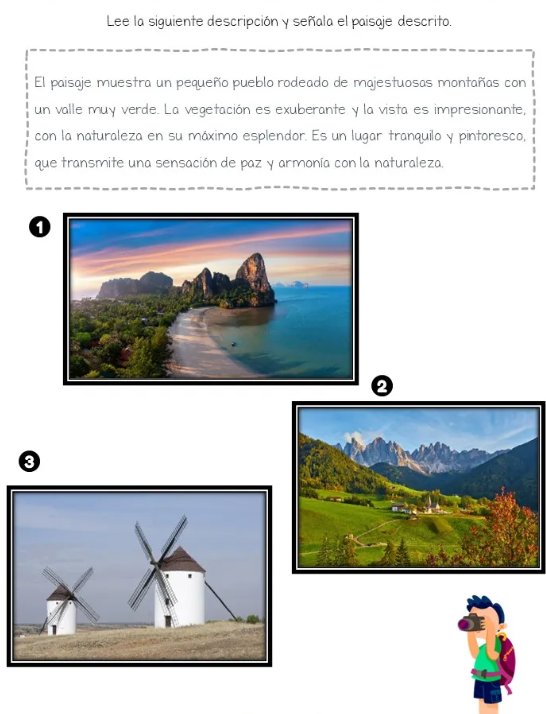 Lee la siguiente descripción y señala el paisaje descrito.
El paisaje muestra un pequeño pueblo rodeado de majestuosas montañas con
un valle muy verde. La vegetación es exuberante y la vista es impresionante,
con la naturaleza en su máximo esplendor. Es un lugar tranquilo y pintoresco,
que transmite una sensación de paz y armonía con la naturaleza.
1
2
3